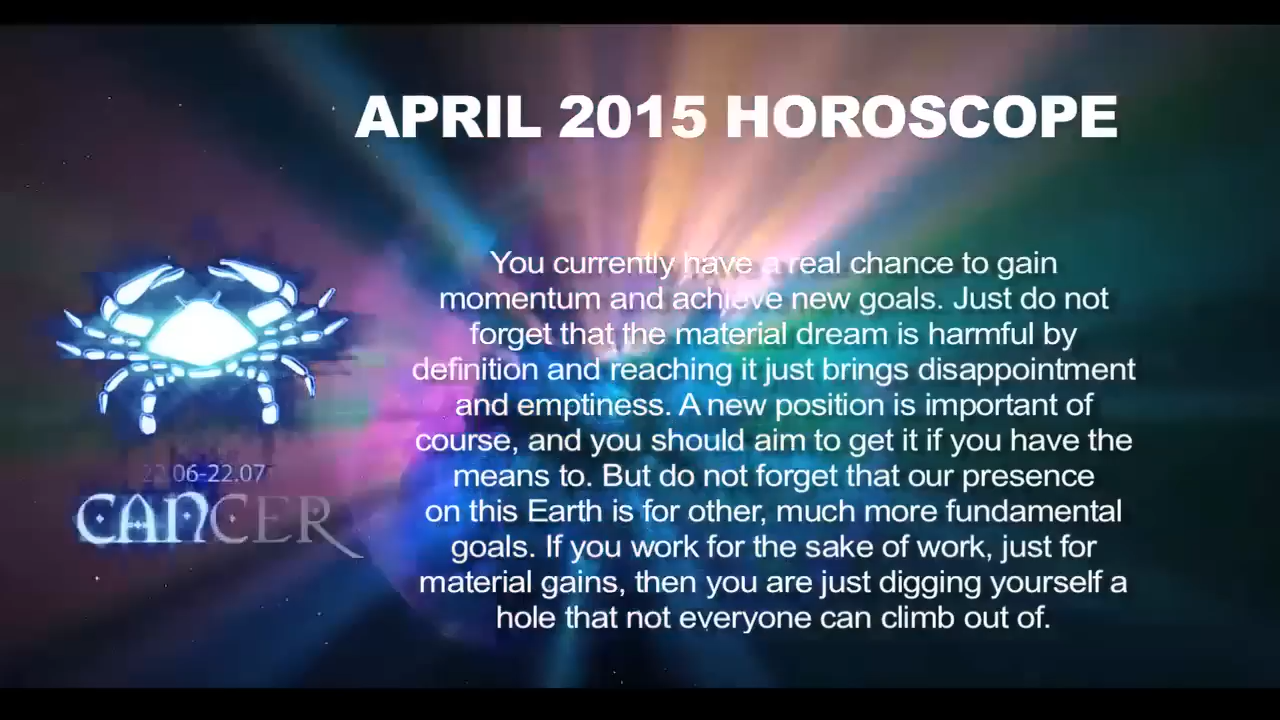 APRIL 2015 HOROSCOPE
You currently have a real chance to gain
momentum and achieve new goals. Just do not
forget that the material dream is harmful by
definition and reaching it just brings disappointment
and emptiness. A new position is important of
course, and you should aim to get it if you have the
means to. But do not forget that our presence
on this Earth is for other, much more fundamental
goals. If you work for the sake of work, just for
material gains, then you are just digging yourself a
hole that not everyone can climb out of.
22.06-22.07
CANCER